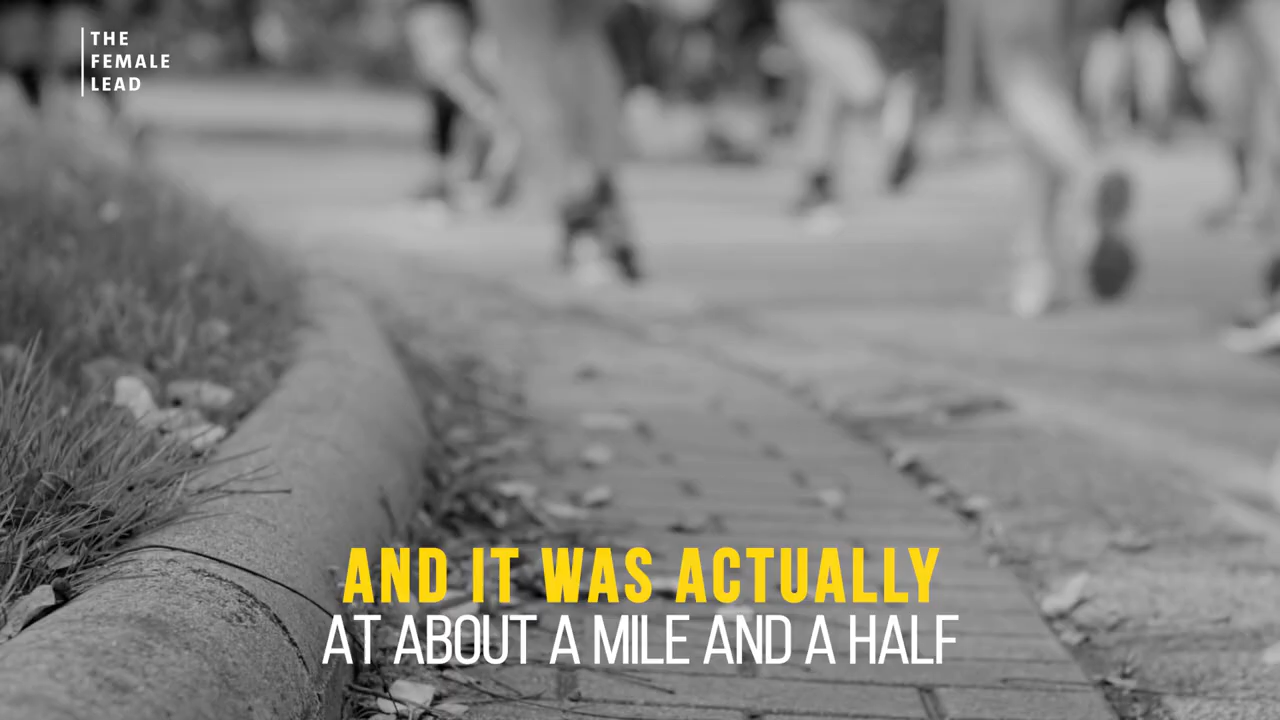 THE
FEMALE
LEAD
AND IT WAS ACTUALLY
AT ABOUT A MILE AND A HALF